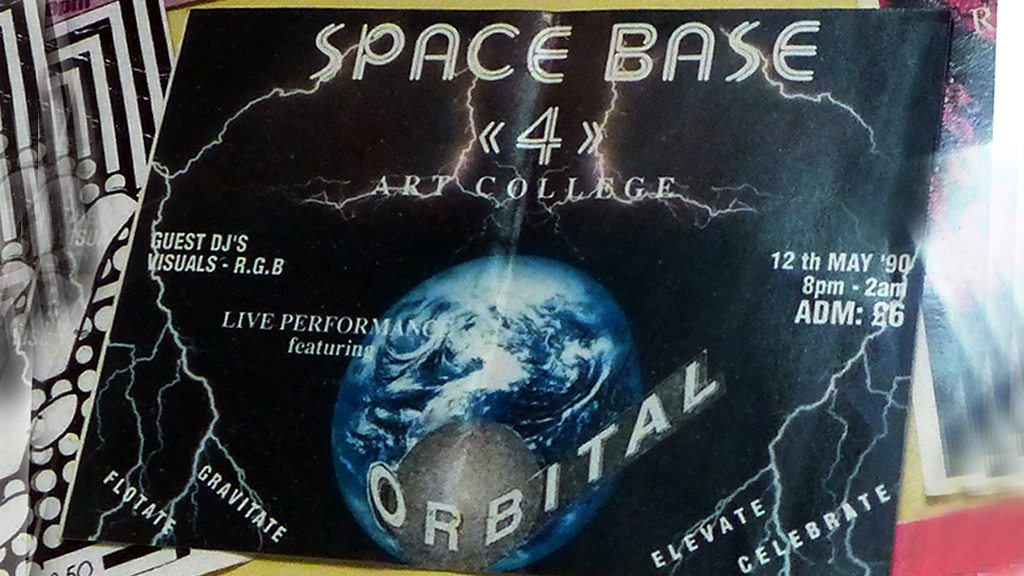 SPACE BASE
«4»
ART COLLEGE
GUEST DJ'S
VISUALS - R.G.B
12 th MAY '90
8pm - 2am
ADM: £6
LIVE PERFORMANCE
featuring
ORBITAL
FLOTATE
GRAVITATE
ELEVATE
CELEBRATE